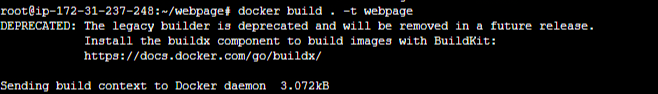 root@ip-172-31-237-248:~/webpage# docker build . -t webpage
DEPRECATED: The legacy builder is deprecated and will be removed in a future release.
Install the buildx component to build images with BuildKit:
https://docs.docker.com/go/buildx/
Sending build context to Docker daemon  3.072kB